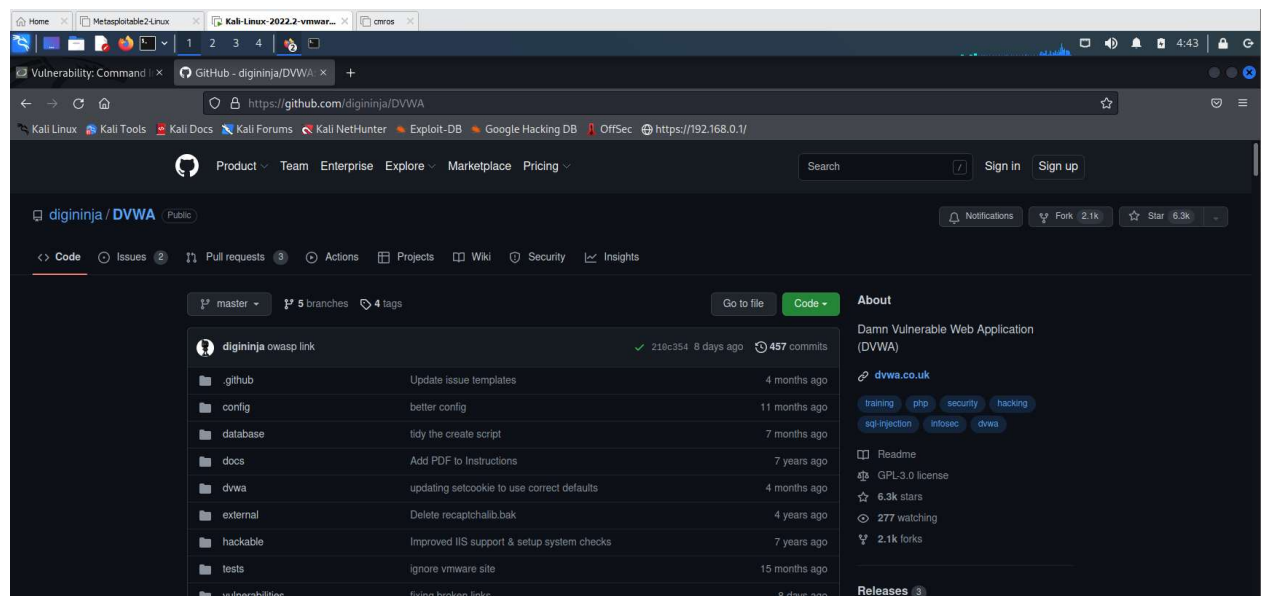 Home Metasploitable2-Linux Kali-Linux-2022.2-vmwar... cmros
1 2 3 4 4:43
Vulnerability: Command I GitHub - digininja/DVWA: +
https://github.com/digininja/DVWA
Kali Linux Kali Tools Kali Docs Kali Forums Kali NetHunter Exploit-DB Google Hacking DB OffSec https://192.168.0.1/
Product Team Enterprise Explore Marketplace Pricing Search / Sign in Sign up
digininja / DVWA Public Notifications Fork 2.1k Star 6.3k
<> Code Issues 2 Pull requests 3 Actions Projects Wiki Security Insights
master 5 branches 4 tags Go to file Code
digininja owasp link 210c354 8 days ago 457 commits
.github Update issue templates 4 months ago
config better config 11 months ago
database tidy the create script 7 months ago
docs Add PDF to Instructions 7 years ago
dvwa updating setcookie to use correct defaults 4 months ago
external Delete recaptchalib.bak 4 years ago
hackable Improved IIS support & setup system checks 7 years ago
tests ignore vmware site 15 months ago
vulnerabilities fixing broken links 8 days ago
About
Damn Vulnerable Web Application
(DVWA)
dvwa.co.uk
training php security hacking
sql-injection infosec dvwa
Readme
GPL-3.0 license
6.3k stars
277 watching
2.1k forks
Releases 3